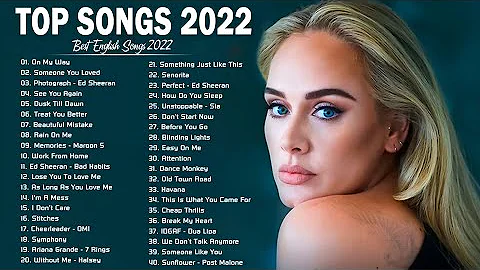 TOP SONGS 2022
Best English Songs 2022
01. On My Way
02. Someone You Loved
03. Photograph - Ed Sheeran
04. See You Again
05. Dusk Till Dawn
06. Treat You Better
07. Beautiful Mistake
08. Rain On Me
09. Memories - Maroon 5
10. Work From Home
11. Ed Sheeran - Bad Habits
12. Lose You To Love Me
13. As Long As You Love Me
14. I'm A Mess
15. I Don't Care
16. Stitches
17. Cheerleader - OMI
18. Symphony
19. Ariana Grande - 7 Rings
20. Without Me - Halsey
21. Something Just Like This
22. Senorita
23. Perfect - Ed Sheeran
24. How Do You Sleep
25. Unstoppable - Sia
26. Don't Start Now
27. Before You Go
28. Blinding Lights
29. Easy On Me
30. Attention
31. Dance Monkey
32. Old Town Road
33. Havana
34. This Is What You Came For
35. Cheap Thrills
36. Break My Heart
37. IDGAF - Dua Lipa
38. We Don't Talk Anymore
39. Someone Like You
40. Sunflower - Post Malone